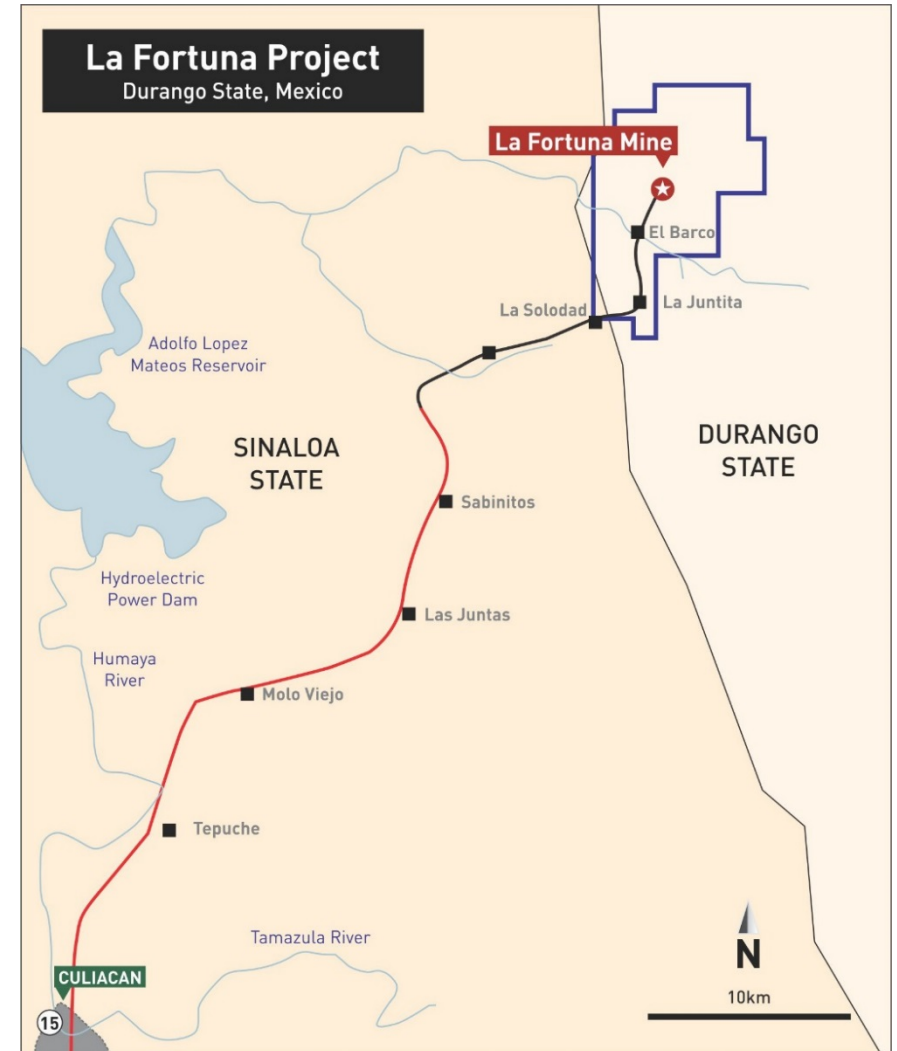 La Fortuna Project
Durango State, Mexico
La Fortuna Mine
El Barco
La Juntita
La Solodad
Adolfo Lopez
Mateos Reservoir
SINALOA
STATE
DURANGO
STATE
Sabinitos
Hydroelectric
Power Dam
Las Juntas
Humaya
River
Molo Viejo
Tepuche
Tamazula River
N
CULIACAN
10km
15